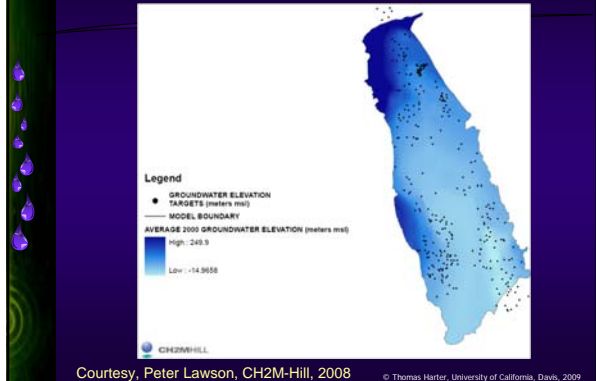 Legend
GROUNDWATER ELEVATION
TARGETS (meters msl)
MODEL BOUNDARY
AVERAGE 2000 GROUNDWATER ELEVATION (meters msl)
High : 249.9
Low : -14.9658
CH2MHILL
Courtesy, Peter Lawson, CH2M-Hill, 2008
© Thomas Harter, University of California, Davis, 2009